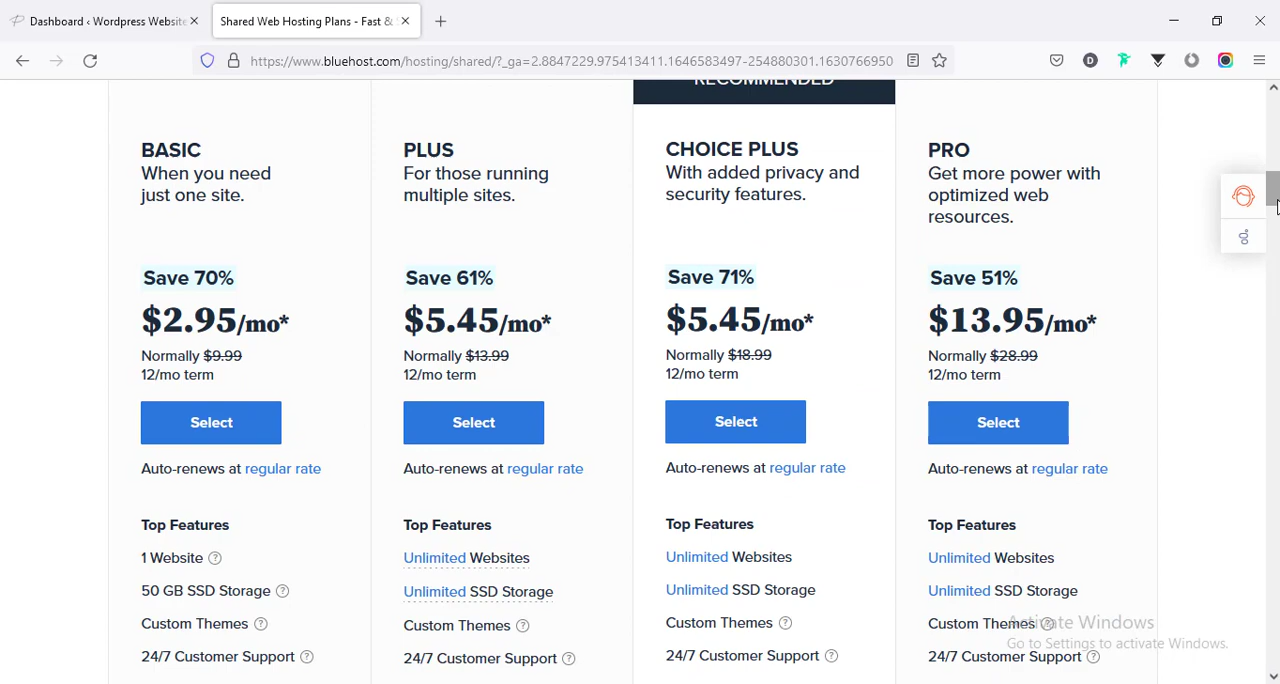 Dashboard ‹ Wordpress Website
Shared Web Hosting Plans - Fast &
https://www.bluehost.com/hosting/shared/?_ga=2.8847229.975413411.1646583497-254880301.1630766950
RECOMMENDED
BASIC
When you need
just one site.
Save 70%
$2.95/mo*
Normally $9.99
12/mo term
Select
Auto-renews at regular rate
Top Features
1 Website
50 GB SSD Storage
Custom Themes
24/7 Customer Support
PLUS
For those running
multiple sites.
Save 61%
$5.45/mo*
Normally $13.99
12/mo term
Select
Auto-renews at regular rate
Top Features
Unlimited Websites
Unlimited SSD Storage
Custom Themes
24/7 Customer Support
CHOICE PLUS
With added privacy and
security features.
Save 71%
$5.45/mo*
Normally $18.99
12/mo term
Select
Auto-renews at regular rate
Top Features
Unlimited Websites
Unlimited SSD Storage
Custom Themes
24/7 Customer Support
PRO
Get more power with
optimized web
resources.
Save 51%
$13.95/mo*
Normally $28.99
12/mo term
Select
Auto-renews at regular rate
Top Features
Unlimited Websites
Unlimited SSD Storage
Custom Themes
24/7 Customer Support
Activate Windows
Go to Settings to activate Windows.